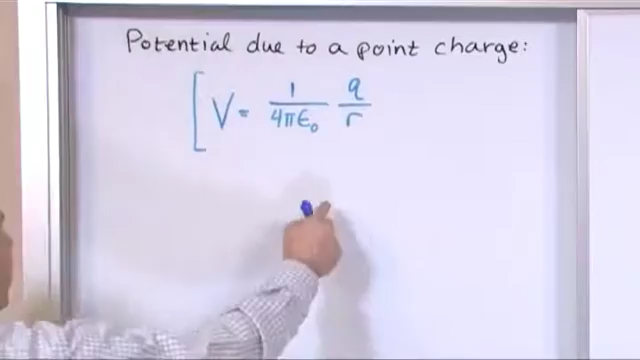 Potential due to a point charge:
[ V = 1/4πε₀ q/r